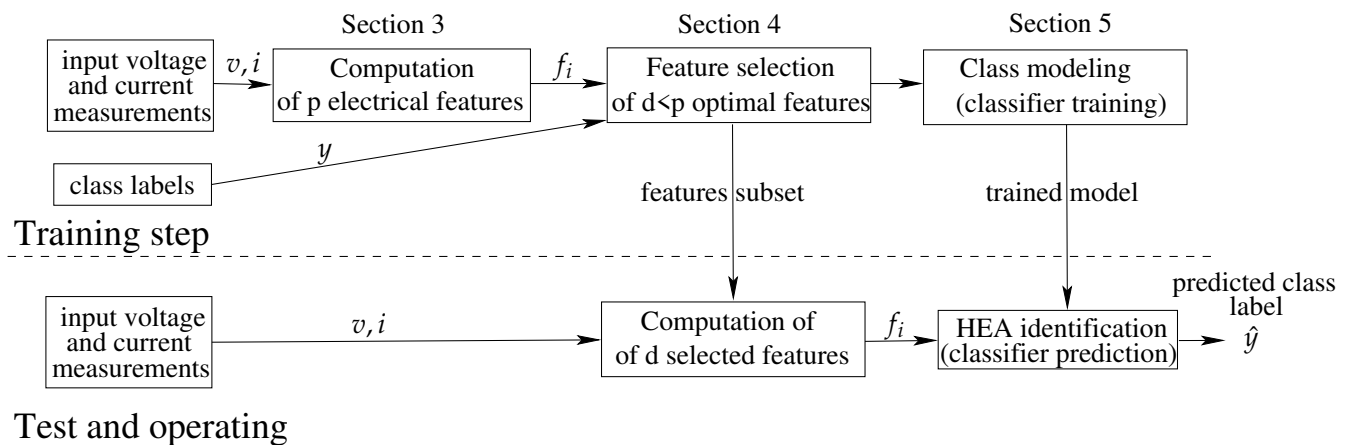 Section 3
Section 4
Section 5
input voltage
and current
measurements
v, i
Computation
of p electrical features
f_i
Feature selection
of d<p optimal features
Class modeling
(classifier training)
y
class labels
features subset
trained model
Training step
input voltage
and current
measurements
v, i
Computation of
of d selected features
f_i
HEA identification
(classifier prediction)
predicted class
label
ŷ
Test and operating